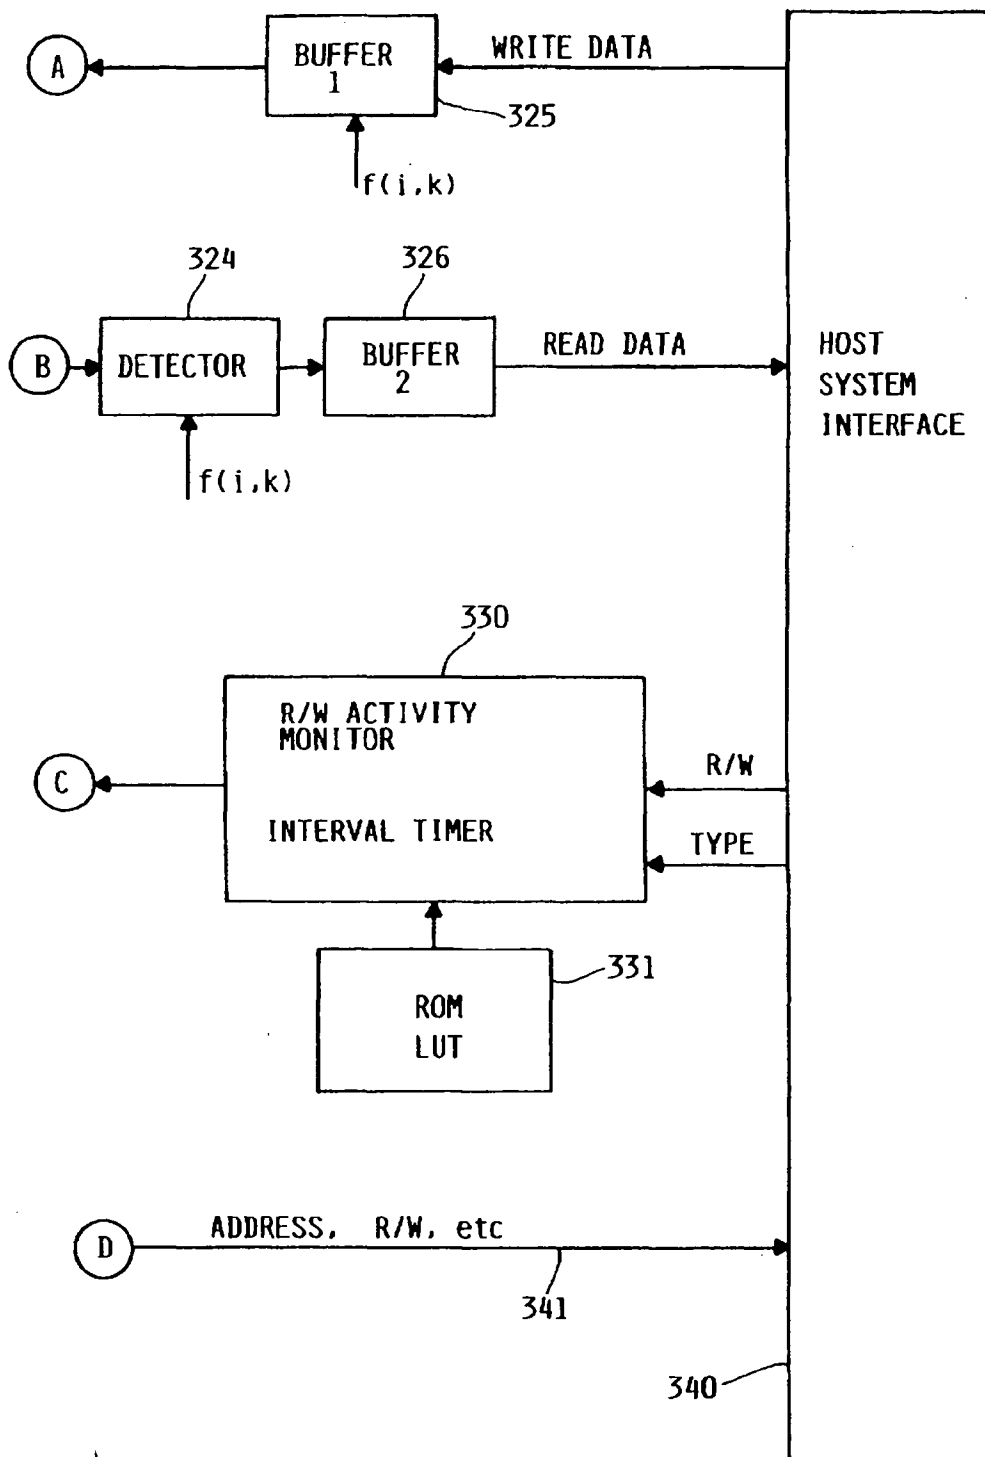 A
BUFFER
1
WRITE DATA
325
f(i,k)
324
326
B
DETECTOR
BUFFER
2
READ DATA
HOST
SYSTEM
INTERFACE
f(i,k)
330
R/W ACTIVITY
MONITOR
C
R/W
INTERVAL TIMER
TYPE
331
ROM
LUT
D
ADDRESS, R/W, etc
341
340